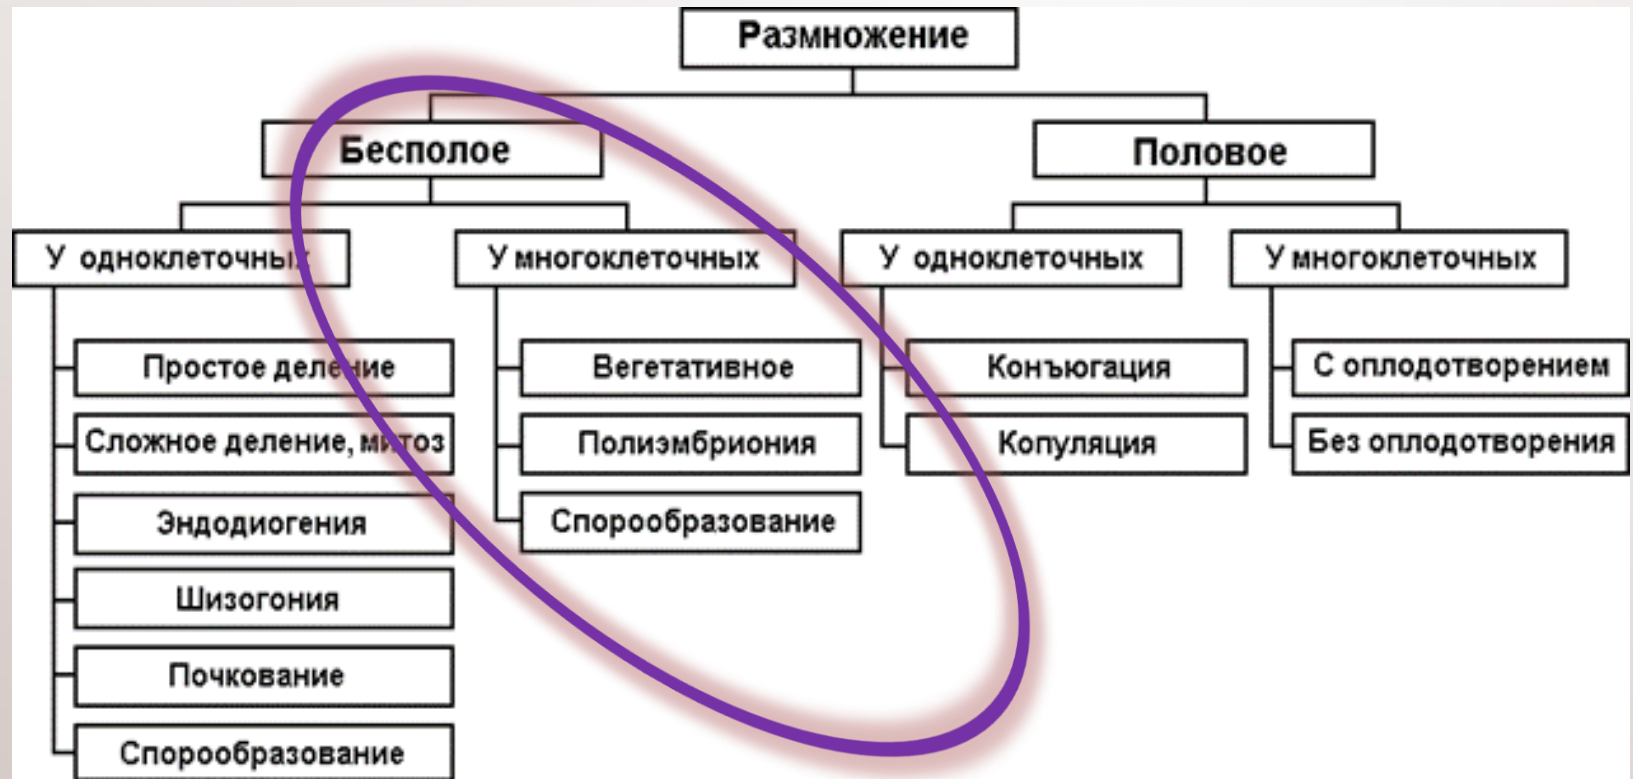 Размножение
Бесполое
Половое
У одноклеточных
У многоклеточных
У одноклеточных
У многоклеточных
Простое деление
Вегетативное
Конъюгация
С оплодотворением
Сложное деление, митоз
Полиэмбриония
Копуляция
Без оплодотворения
Эндодиогения
Спорообразование
Шизогония
Почкование
Спорообразование